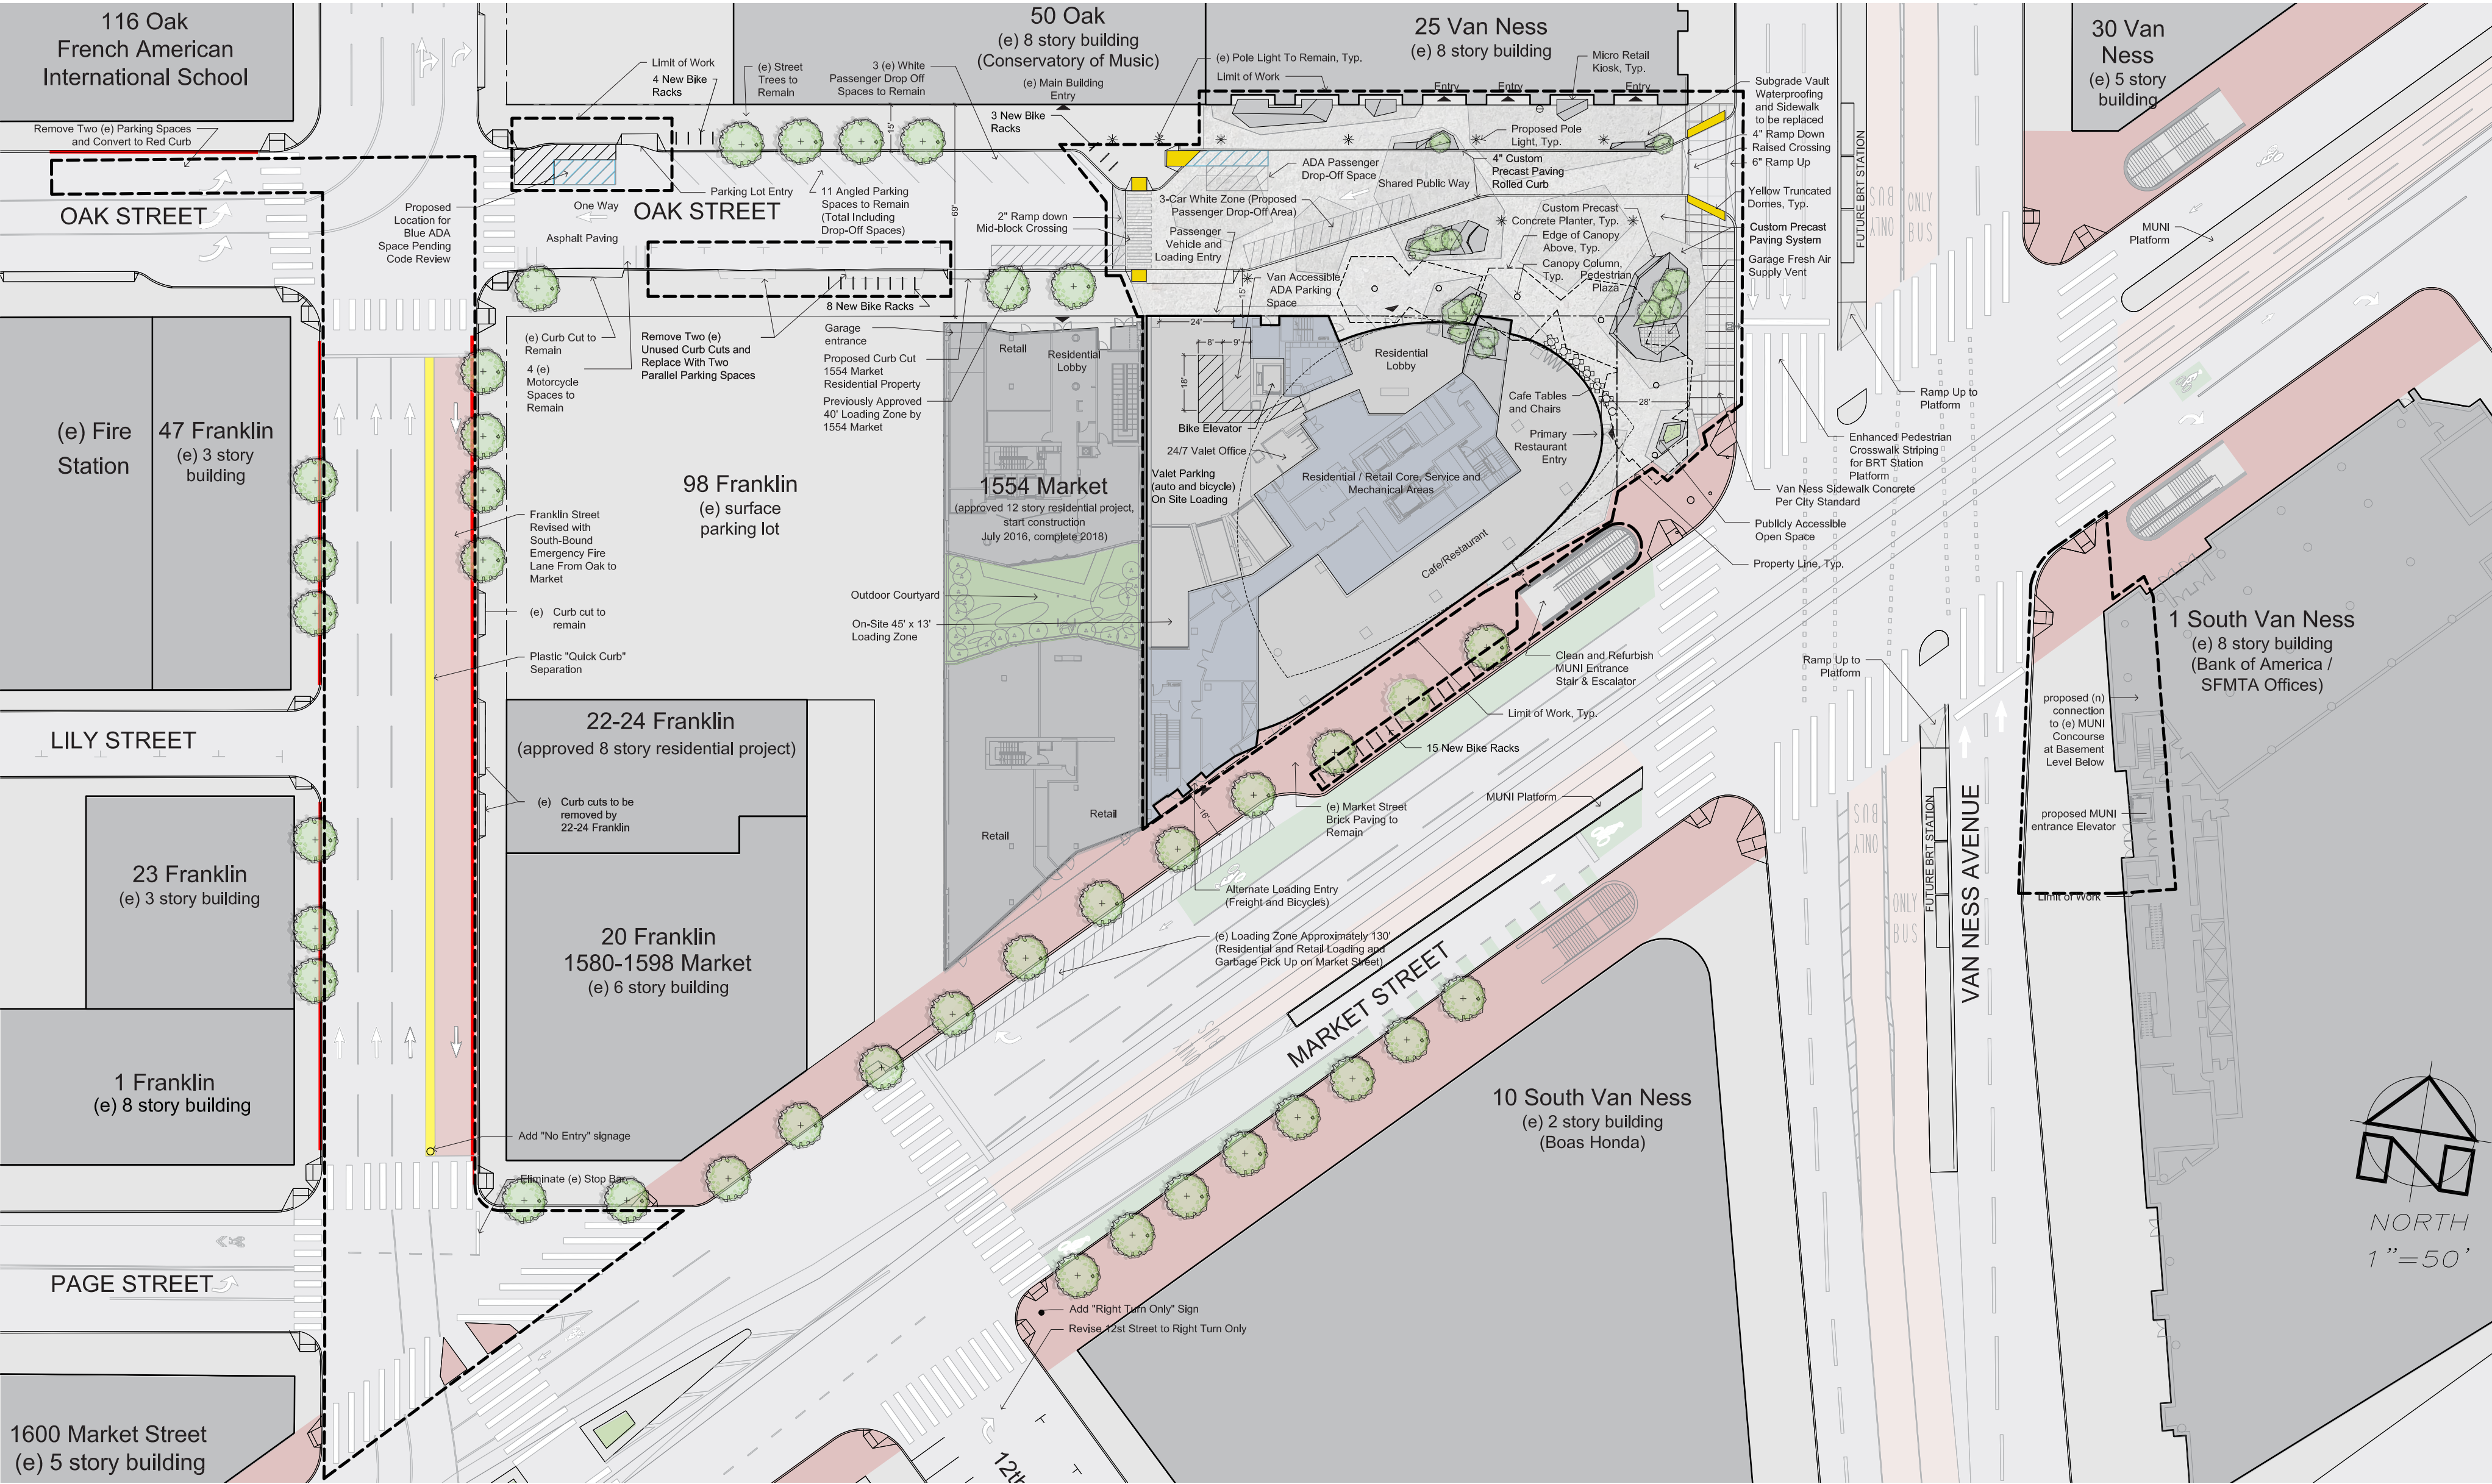 116 Oak
French American
International School
50 Oak
(e) 8 story building
(Conservatory of Music)
(e) Main Building
Entry
25 Van Ness
(e) 8 story building
30 Van
Ness
(e) 5 story
building
Remove Two (e) Parking Spaces
and Convert to Red Curb
Limit of Work
4 New Bike
Racks
(e) Street
Trees to
Remain
3 (e) White
Passenger Drop Off
Spaces to Remain
3 New Bike
Racks
(e) Pole Light To Remain, Typ.
Limit of Work
Entry
Entry
Entry
Micro Retail
Kiosk, Typ.
Subgrade Vault
Waterproofing
and Sidewalk
to be replaced
4" Ramp Down
Raised Crossing
6" Ramp Up
Yellow Truncated
Domes, Typ.
Custom Precast
Paving System
Garage Fresh Air
Supply Vent
15'
69'
OAK STREET
Proposed
Location for
Blue ADA
Space Pending
Code Review
One Way
OAK STREET
Asphalt Paving
Parking Lot Entry
11 Angled Parking
Spaces to Remain
(Total Including
Drop-Off Spaces)
2" Ramp down
Mid-block Crossing
Proposed Pole
Light, Typ.
ADA Passenger
Drop-Off Space
4" Custom
Precast Paving
Rolled Curb
Shared Public Way
3-Car White Zone (Proposed
Passenger Drop-Off Area)
Passenger
Vehicle and
Loading Entry
Custom Precast
Concrete Planter, Typ.
Edge of Canopy
Above, Typ.
Canopy Column,
Typ.
Pedestrian
Plaza
Van Accessible
ADA Parking
Space
15'
8 New Bike Racks
FUTURE BRT STATION
BUS
ONLY
ONLY
BUS
MUNI
Platform
(e) Curb Cut to
Remain
4 (e)
Motorcycle
Spaces to
Remain
Remove Two (e)
Unused Curb Cuts and
Replace With Two
Parallel Parking Spaces
Garage
entrance
Proposed Curb Cut
1554 Market
Residential Property
Previously Approved
40' Loading Zone by
1554 Market
Retail
Residential
Lobby
24'
8'
9'
18'
Residential
Lobby
Bike Elevator
24/7 Valet Office
Valet Parking
(auto and bicycle)
On Site Loading
Cafe Tables
and Chairs
28'
Primary
Restaurant
Entry
Residential / Retail Core, Service and
Mechanical Areas
Cafe/Restaurant
Ramp Up to
Platform
Enhanced Pedestrian
Crosswalk Striping
for BRT Station
Platform
Van Ness Sidewalk Concrete
Per City Standard
Publicly Accessible
Open Space
Property Line, Typ.
(e) Fire
Station
47 Franklin
(e) 3 story
building
98 Franklin
(e) surface
parking lot
1554 Market
(approved 12 story residential project,
start construction
July 2016, complete 2018)
Franklin Street
Revised with
South-Bound
Emergency Fire
Lane From Oak to
Market
(e) Curb cut to
remain
Plastic "Quick Curb"
Separation
Outdoor Courtyard
On-Site 45' x 13'
Loading Zone
Clean and Refurbish
MUNI Entrance
Stair & Escalator
Limit of Work, Typ.
15 New Bike Racks
1 South Van Ness
(e) 8 story building
(Bank of America /
SFMTA Offices)
Ramp Up to
Platform
proposed (n)
connection
to (e) MUNI
Concourse
at Basement
Level Below
proposed MUNI
entrance Elevator
Limit of Work
LILY STREET
22-24 Franklin
(approved 8 story residential project)
(e) Curb cuts to be
removed by
22-24 Franklin
Retail
Retail
16'
(e) Market Street
Brick Paving to
Remain
MUNI Platform
BUS
ONLY
ONLY
BUS
FUTURE BRT STATION
VAN NESS AVENUE
23 Franklin
(e) 3 story building
20 Franklin
1580-1598 Market
(e) 6 story building
Alternate Loading Entry
(Freight and Bicycles)
(e) Loading Zone Approximately 130'
(Residential and Retail Loading and
Garbage Pick Up on Market Street)
MARKET STREET
BUS
ONLY
1 Franklin
(e) 8 story building
10 South Van Ness
(e) 2 story building
(Boas Honda)
Add "No Entry" signage
Eliminate (e) Stop Bar
PAGE STREET
NORTH
1"=50'
Add "Right Turn Only" Sign
Revise 12st Street to Right Turn Only
1600 Market Street
(e) 5 story building
12th